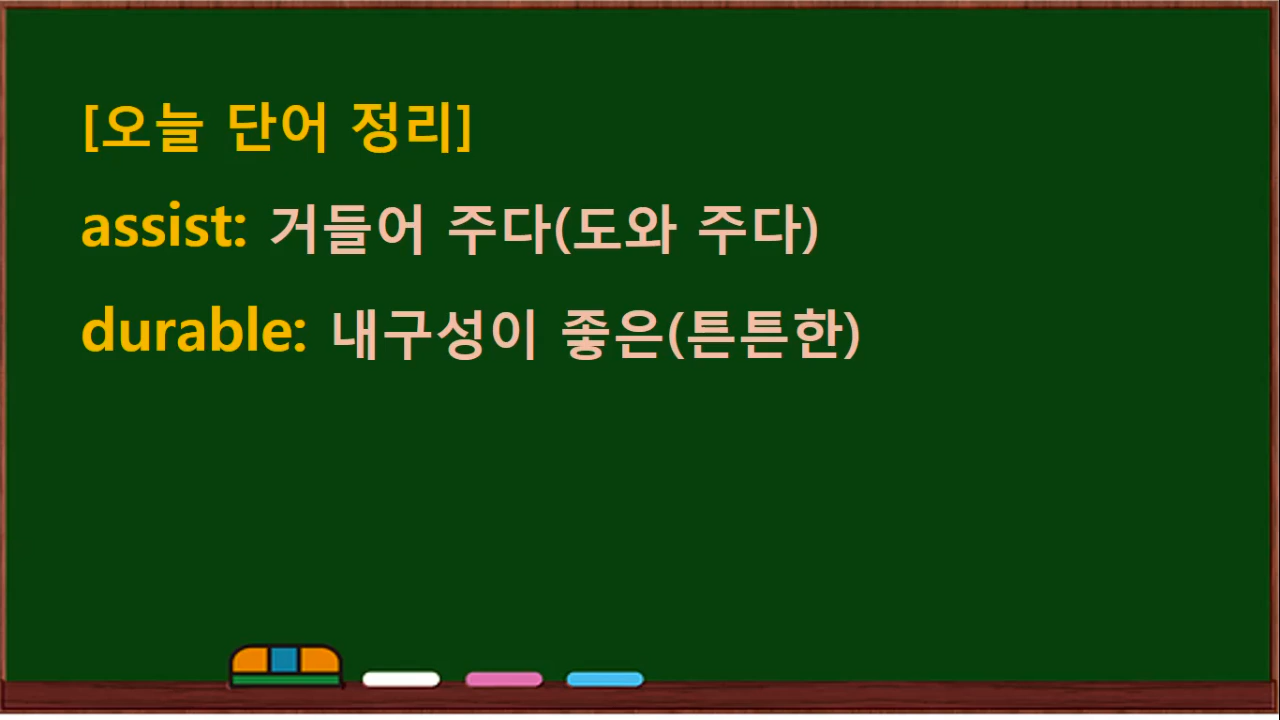 [오늘 단어 정리]
assist: 거들어 주다(도와 주다)
durable: 내구성이 좋은(튼튼한)